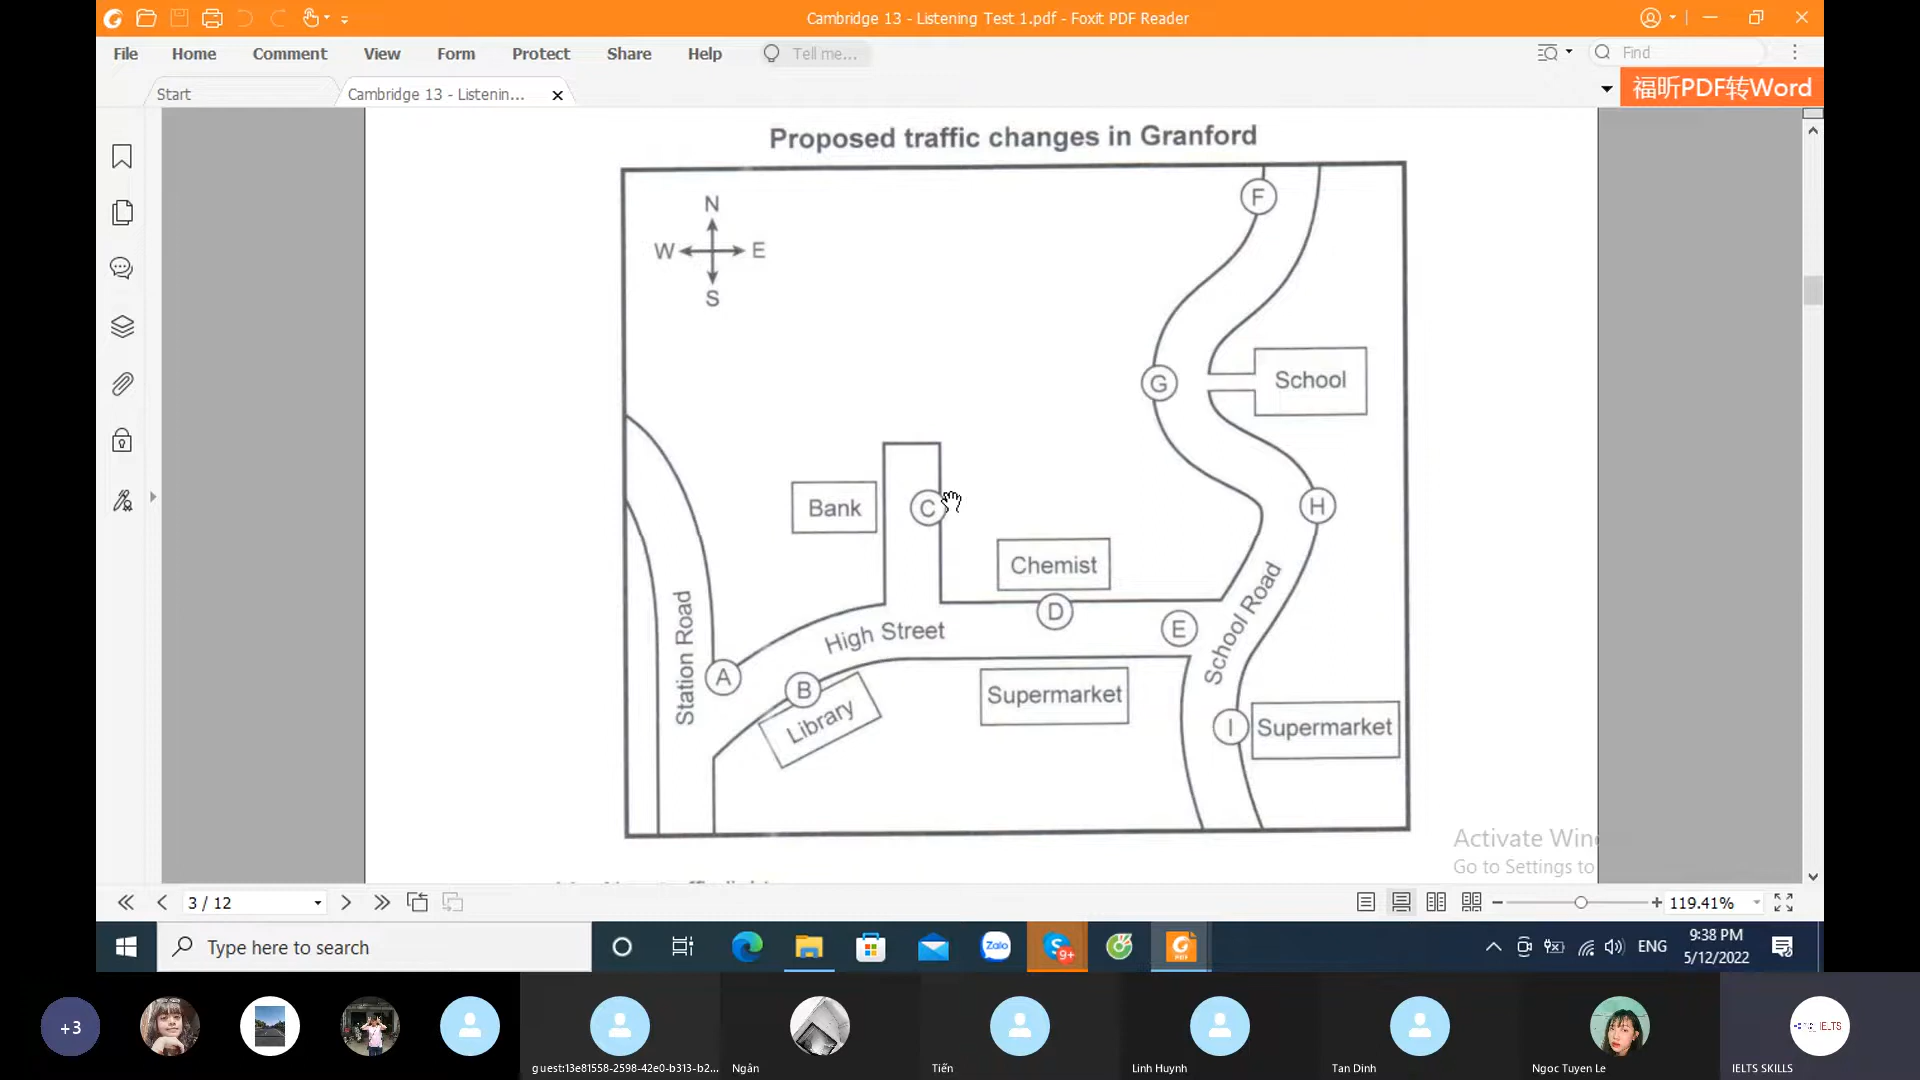 Cambridge 13 - Listening Test 1.pdf - Foxit PDF Reader
File Home Comment View Form Protect Share Help Tell me... Find
Start Cambridge 13 - Listenin... 福昕PDF转Word
Proposed traffic changes in Granford
N
W E
S
F
G
School
H
Bank
C
Chemist
D
E
High Street
School Road
Station Road
A
B
Library
Supermarket
I
Supermarket
Activate Win
Go to Settings to
3 / 12 119.41%
Type here to search
Zalo
9+
ENG
9:38 PM
5/12/2022
+3
guest:13e81558-2598-42e0-b313-b2...
Ngân
Tiến
Linh Huynh
Tan Dinh
Ngoc Tuyen Le
IELTS
IELTS SKILLS